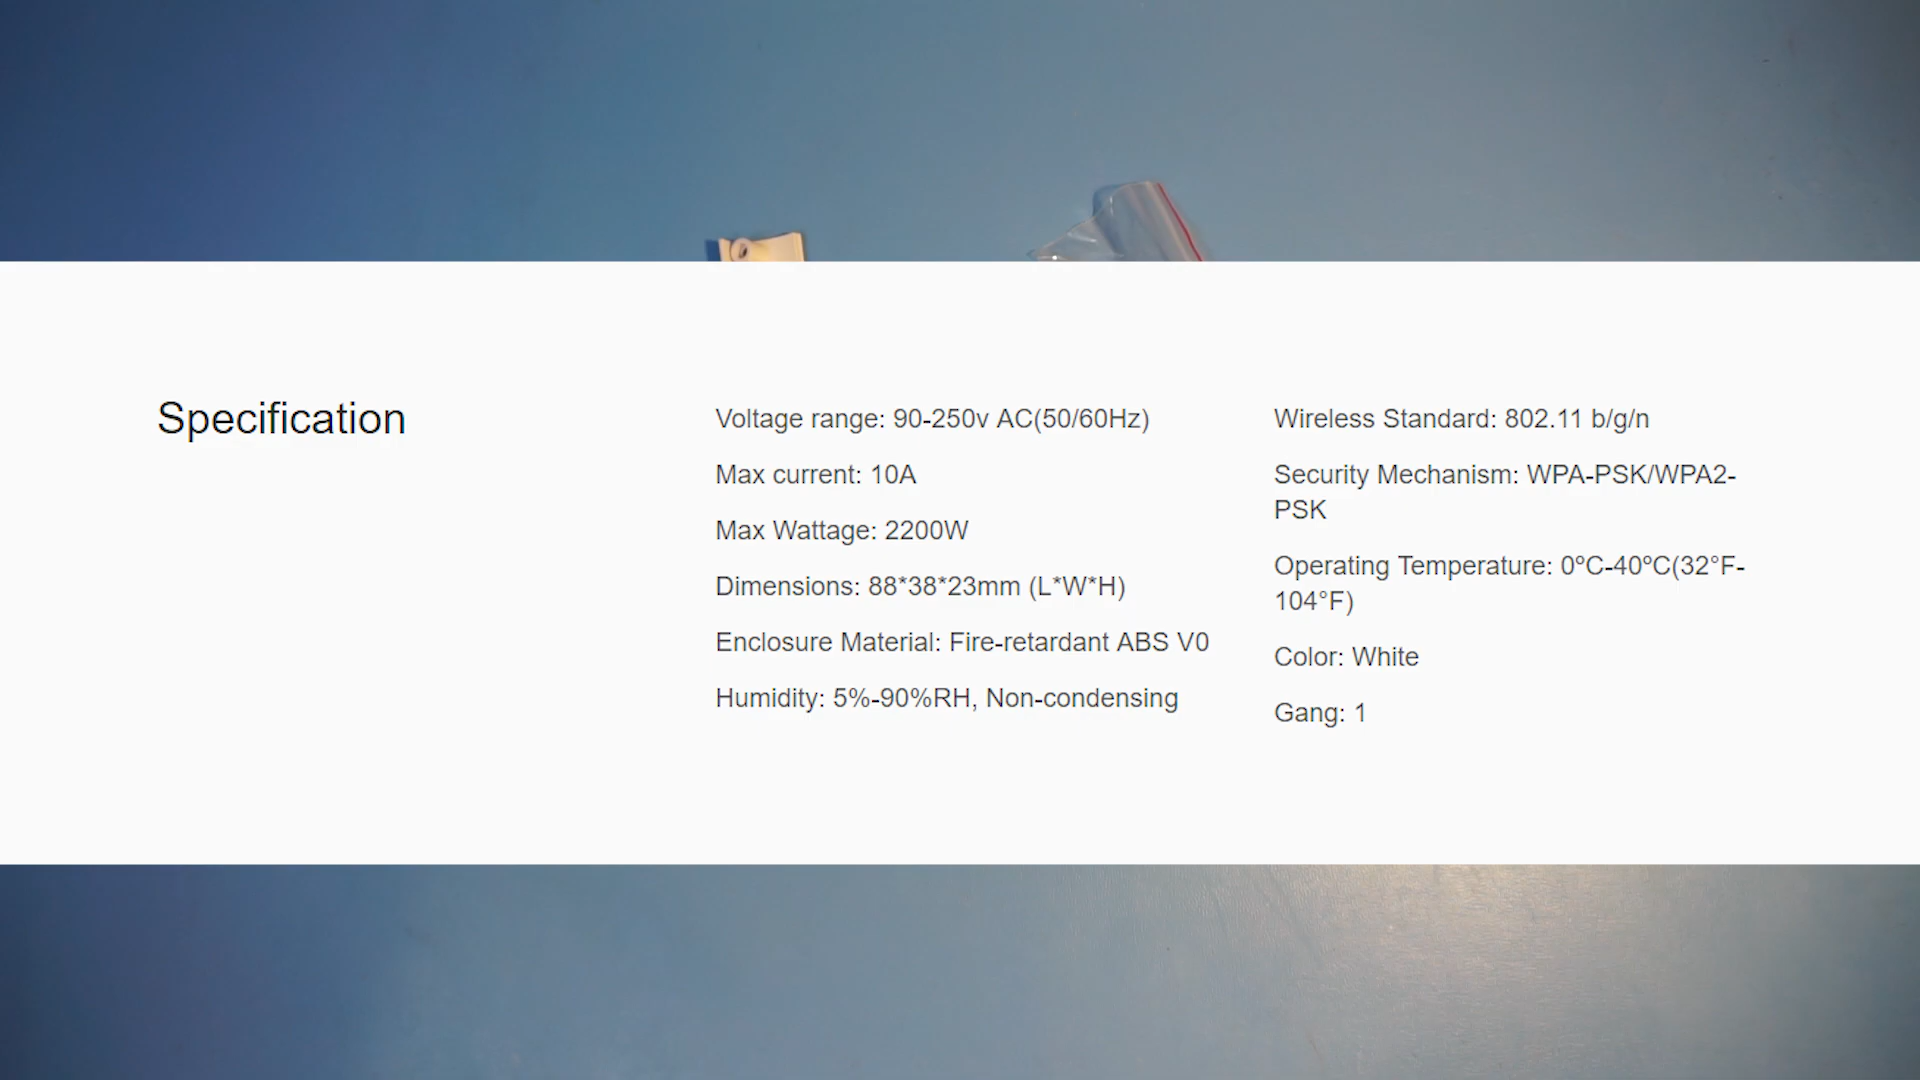 Specification
Voltage range: 90-250v AC(50/60Hz)
Max current: 10A
Max Wattage: 2200W
Dimensions: 88*38*23mm (L*W*H)
Enclosure Material: Fire-retardant ABS V0
Humidity: 5%-90%RH, Non-condensing
Wireless Standard: 802.11 b/g/n
Security Mechanism: WPA-PSK/WPA2-
PSK
Operating Temperature: 0ºC-40ºC(32°F-
104°F)
Color: White
Gang: 1